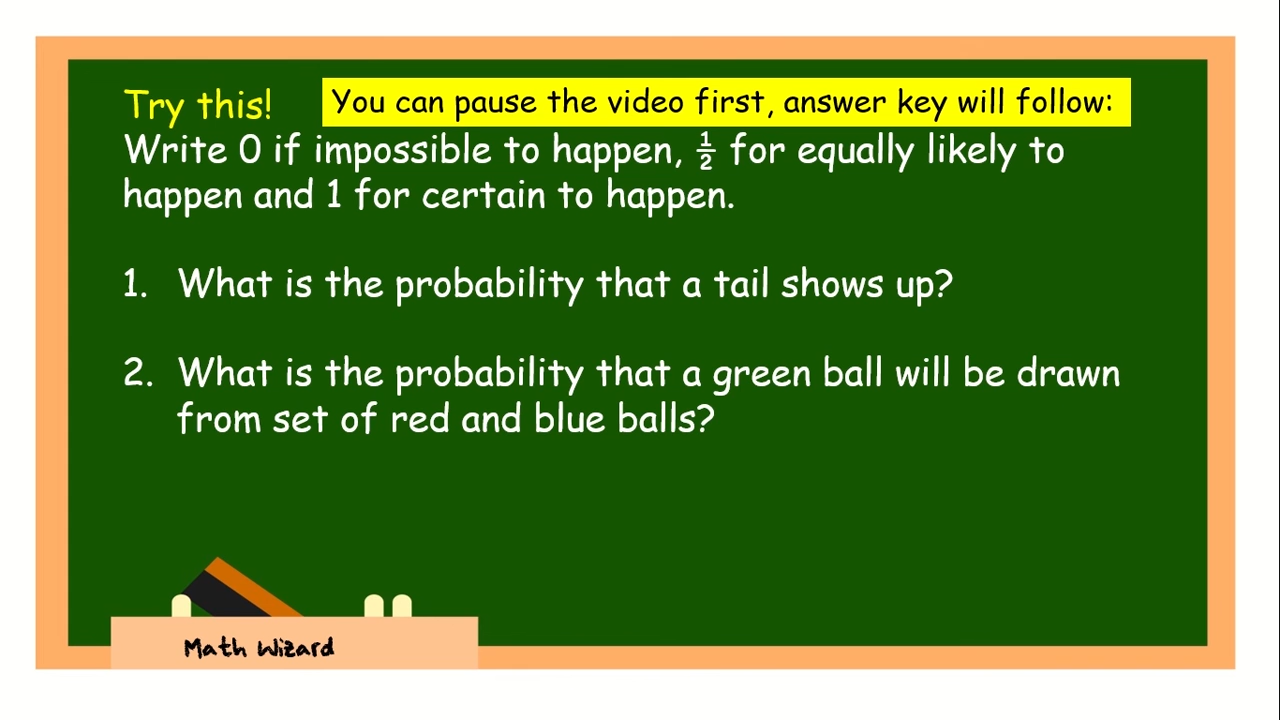 Try this!
You can pause the video first, answer key will follow:
Write 0 if impossible to happen, ½ for equally likely to
happen and 1 for certain to happen.
1. What is the probability that a tail shows up?
2. What is the probability that a green ball will be drawn
from set of red and blue balls?
Math Wizard